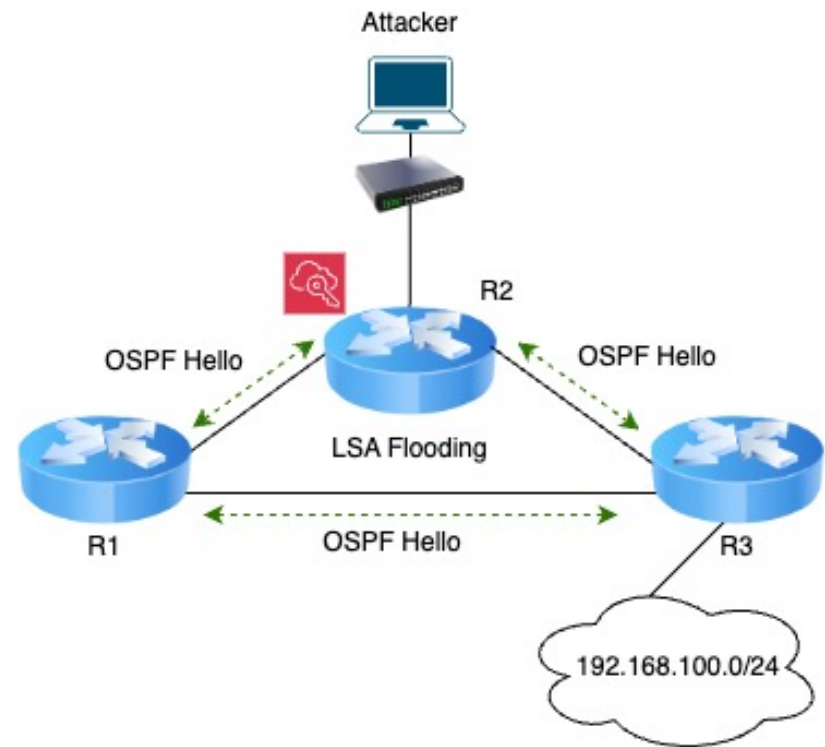 Attacker
R2
OSPF Hello
OSPF Hello
LSA Flooding
R1
OSPF Hello
R3
192.168.100.0/24